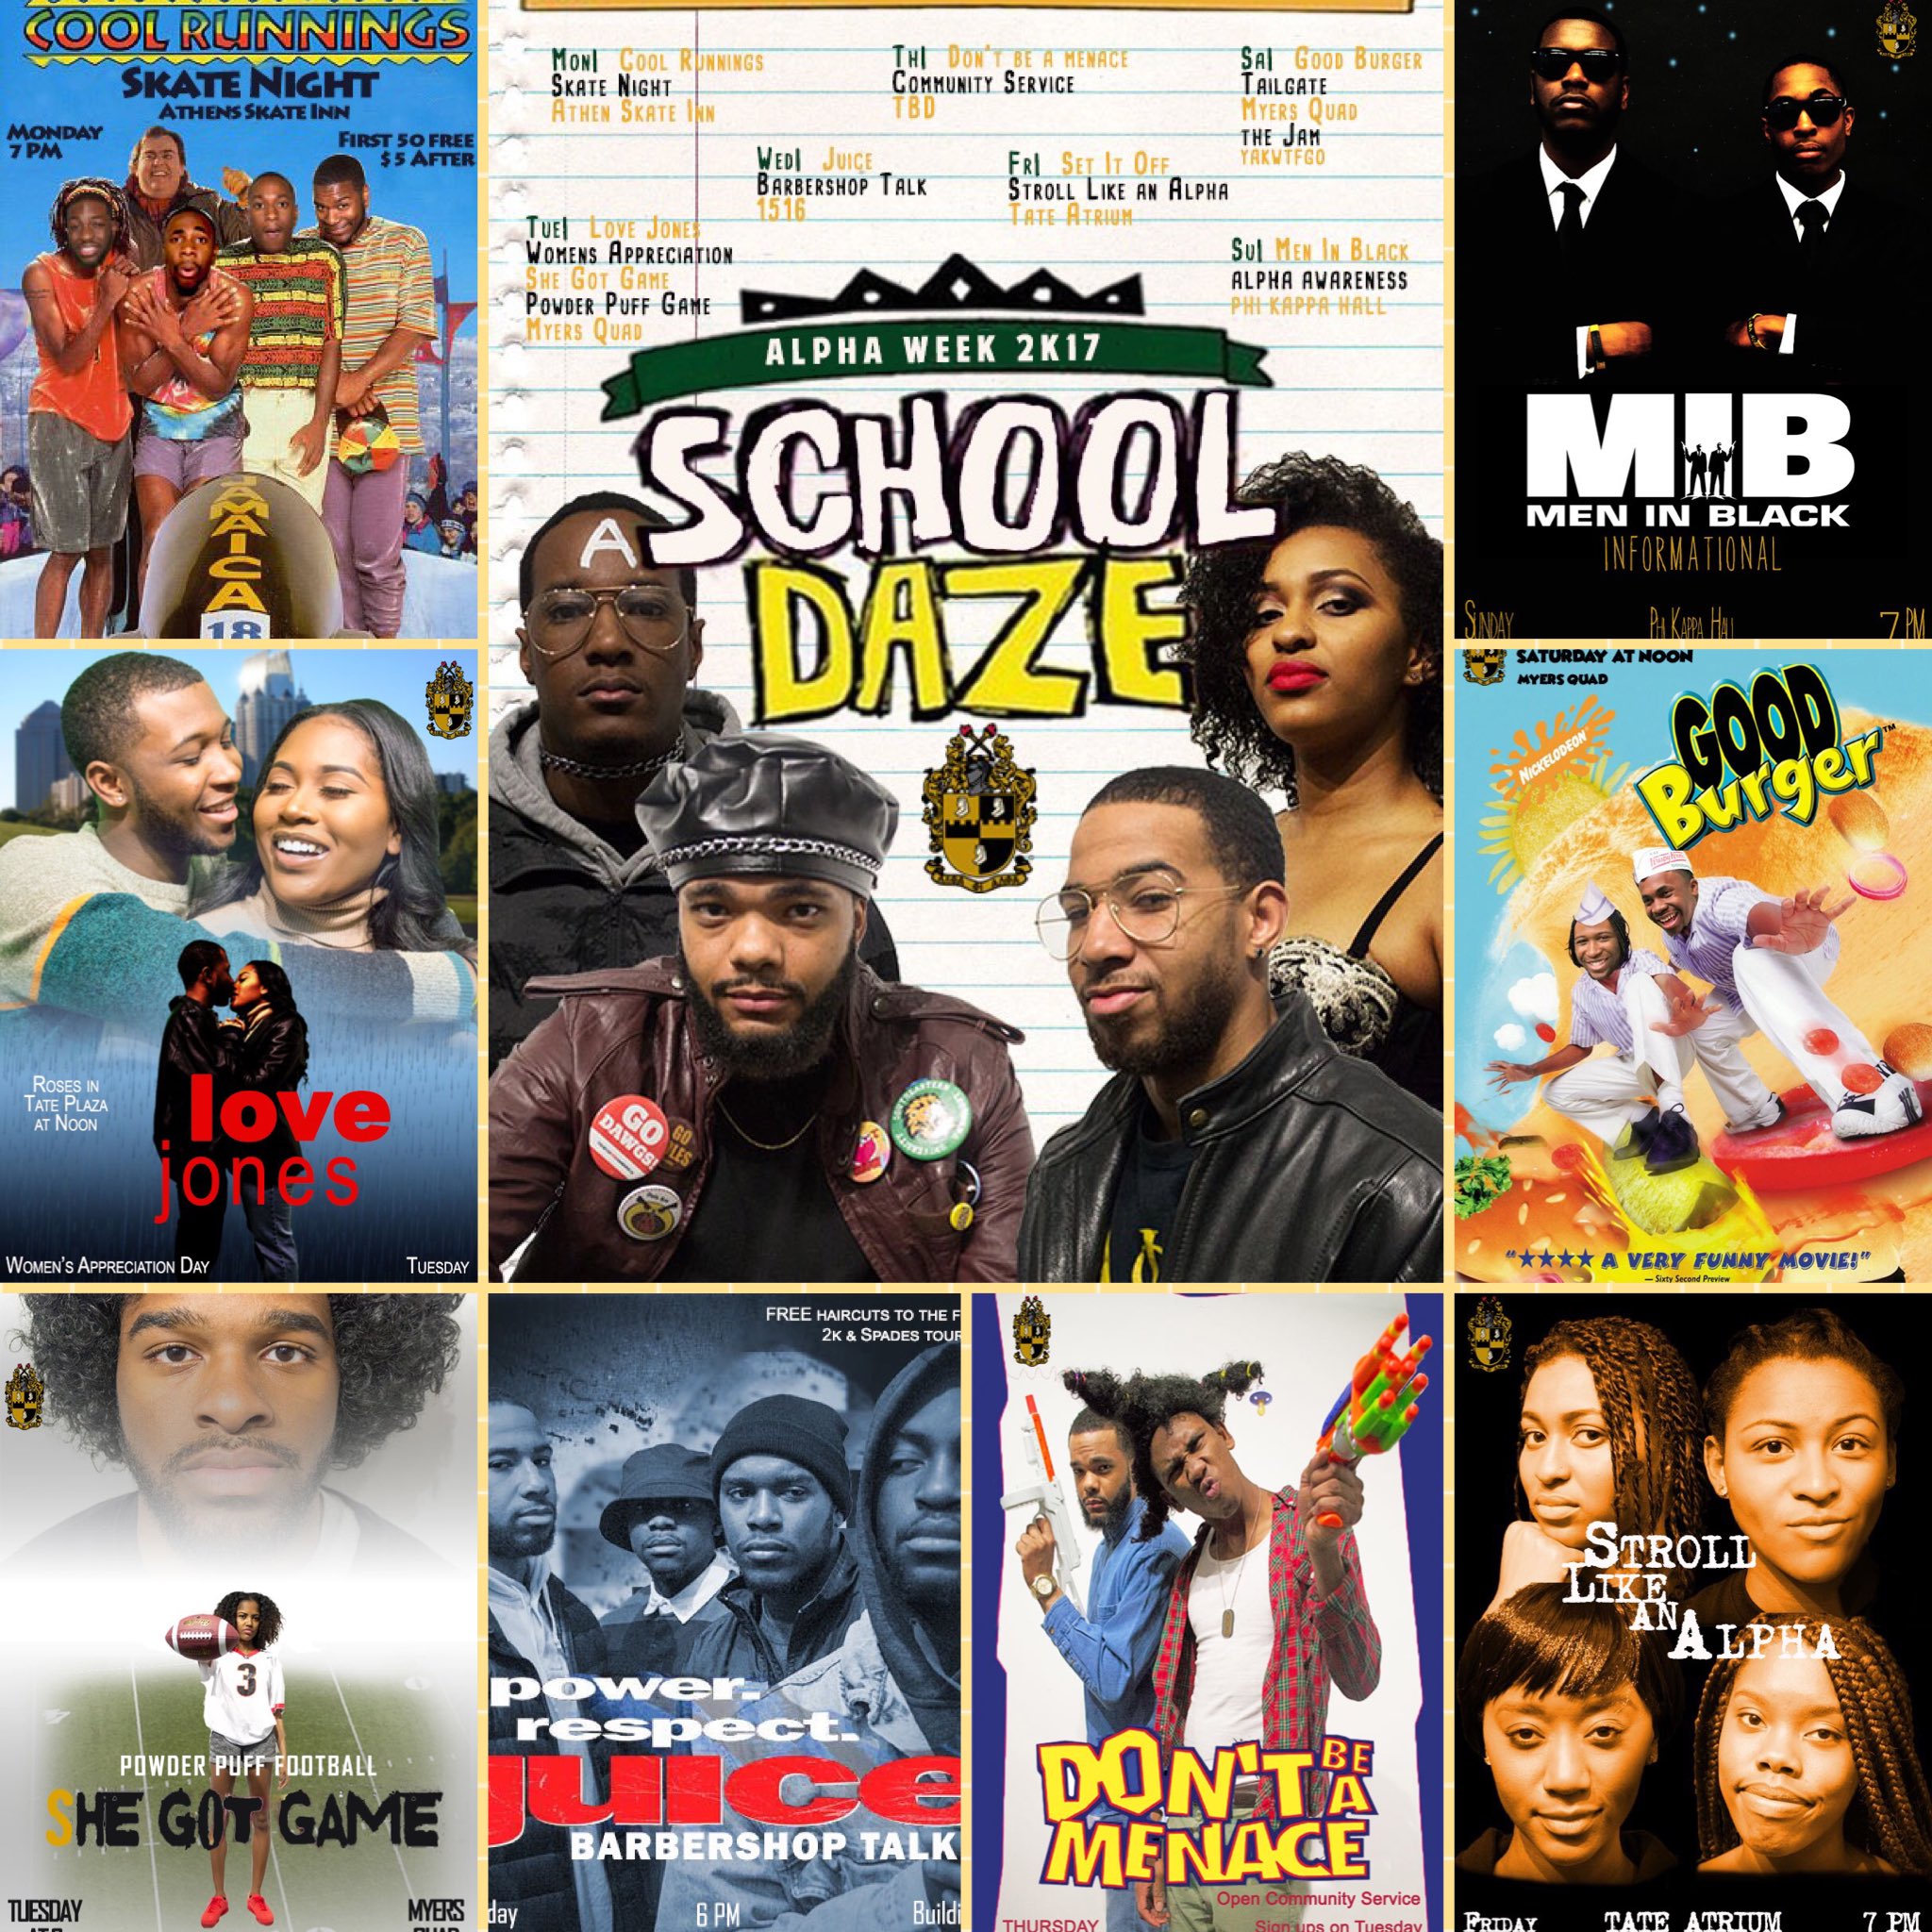 COOL RUNNINGS
SKATE NIGHT
ATHENS SKATE INN
MONDAY
7 PM
FIRST 50 FREE
$5 AFTER
JAMAICA
18
MON| COOL RUNNINGS
SKATE NIGHT
ATHEN SKATE INN
TUE| LOVE JONES
WOMENS APPRECIATION
SHE GOT GAME
POWDER PUFF GAME
MYERS QUAD
WED| JUICE
BARBERSHOP TALK
1516
TH| DON'T BE A MENACE
COMMUNITY SERVICE
TBD
FR| SET IT OFF
STROLL LIKE AN ALPHA
TATE ATRIUM
SA| GOOD BURGER
TAILGATE
MYERS QUAD
THE JAM
YAKWTFGO
SU| MEN IN BLACK
ALPHA AWARENESS
PHI KAPPA HALL
ALPHA WEEK 2K17
A SCHOOL
DAZE
GO
DAWGS!
MIB
MEN IN BLACK
INFORMATIONAL
SUNDAY
PHI KAPPA HALL
7 PM
ROSES IN
TATE PLAZA
AT NOON
love
jones
WOMEN'S APPRECIATION DAY
TUESDAY
SATURDAY AT NOON
MYERS QUAD
NICKELODEON
GOOD
Burger™
"★★★★ A VERY FUNNY MOVIE!"
— Sixty Second Preview
3
POWDER PUFF FOOTBALL
SHE GOT GAME
TUESDAY
MYERS
FREE HAIRCUTS TO THE F
2K & SPADES TOUR
power.
respect.
juice
BARBERSHOP TALK
day
6 PM
Buildi
DON'T BE
A
MENACE
Open Community Service
THURSDAY
Sign ups on Tuesday
STROLL
LIKE
AN
ALPHA
FRIDAY
TATE ATRIUM
7 PM